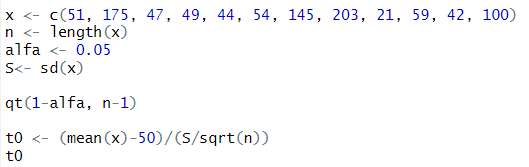 x <- c(51, 175, 47, 49, 44, 54, 145, 203, 21, 59, 42, 100)
n <- length(x)
alfa <- 0.05
S<- sd(x)
qt(1-alfa, n-1)
t0 <- (mean(x)-50)/(S/sqrt(n))
t0